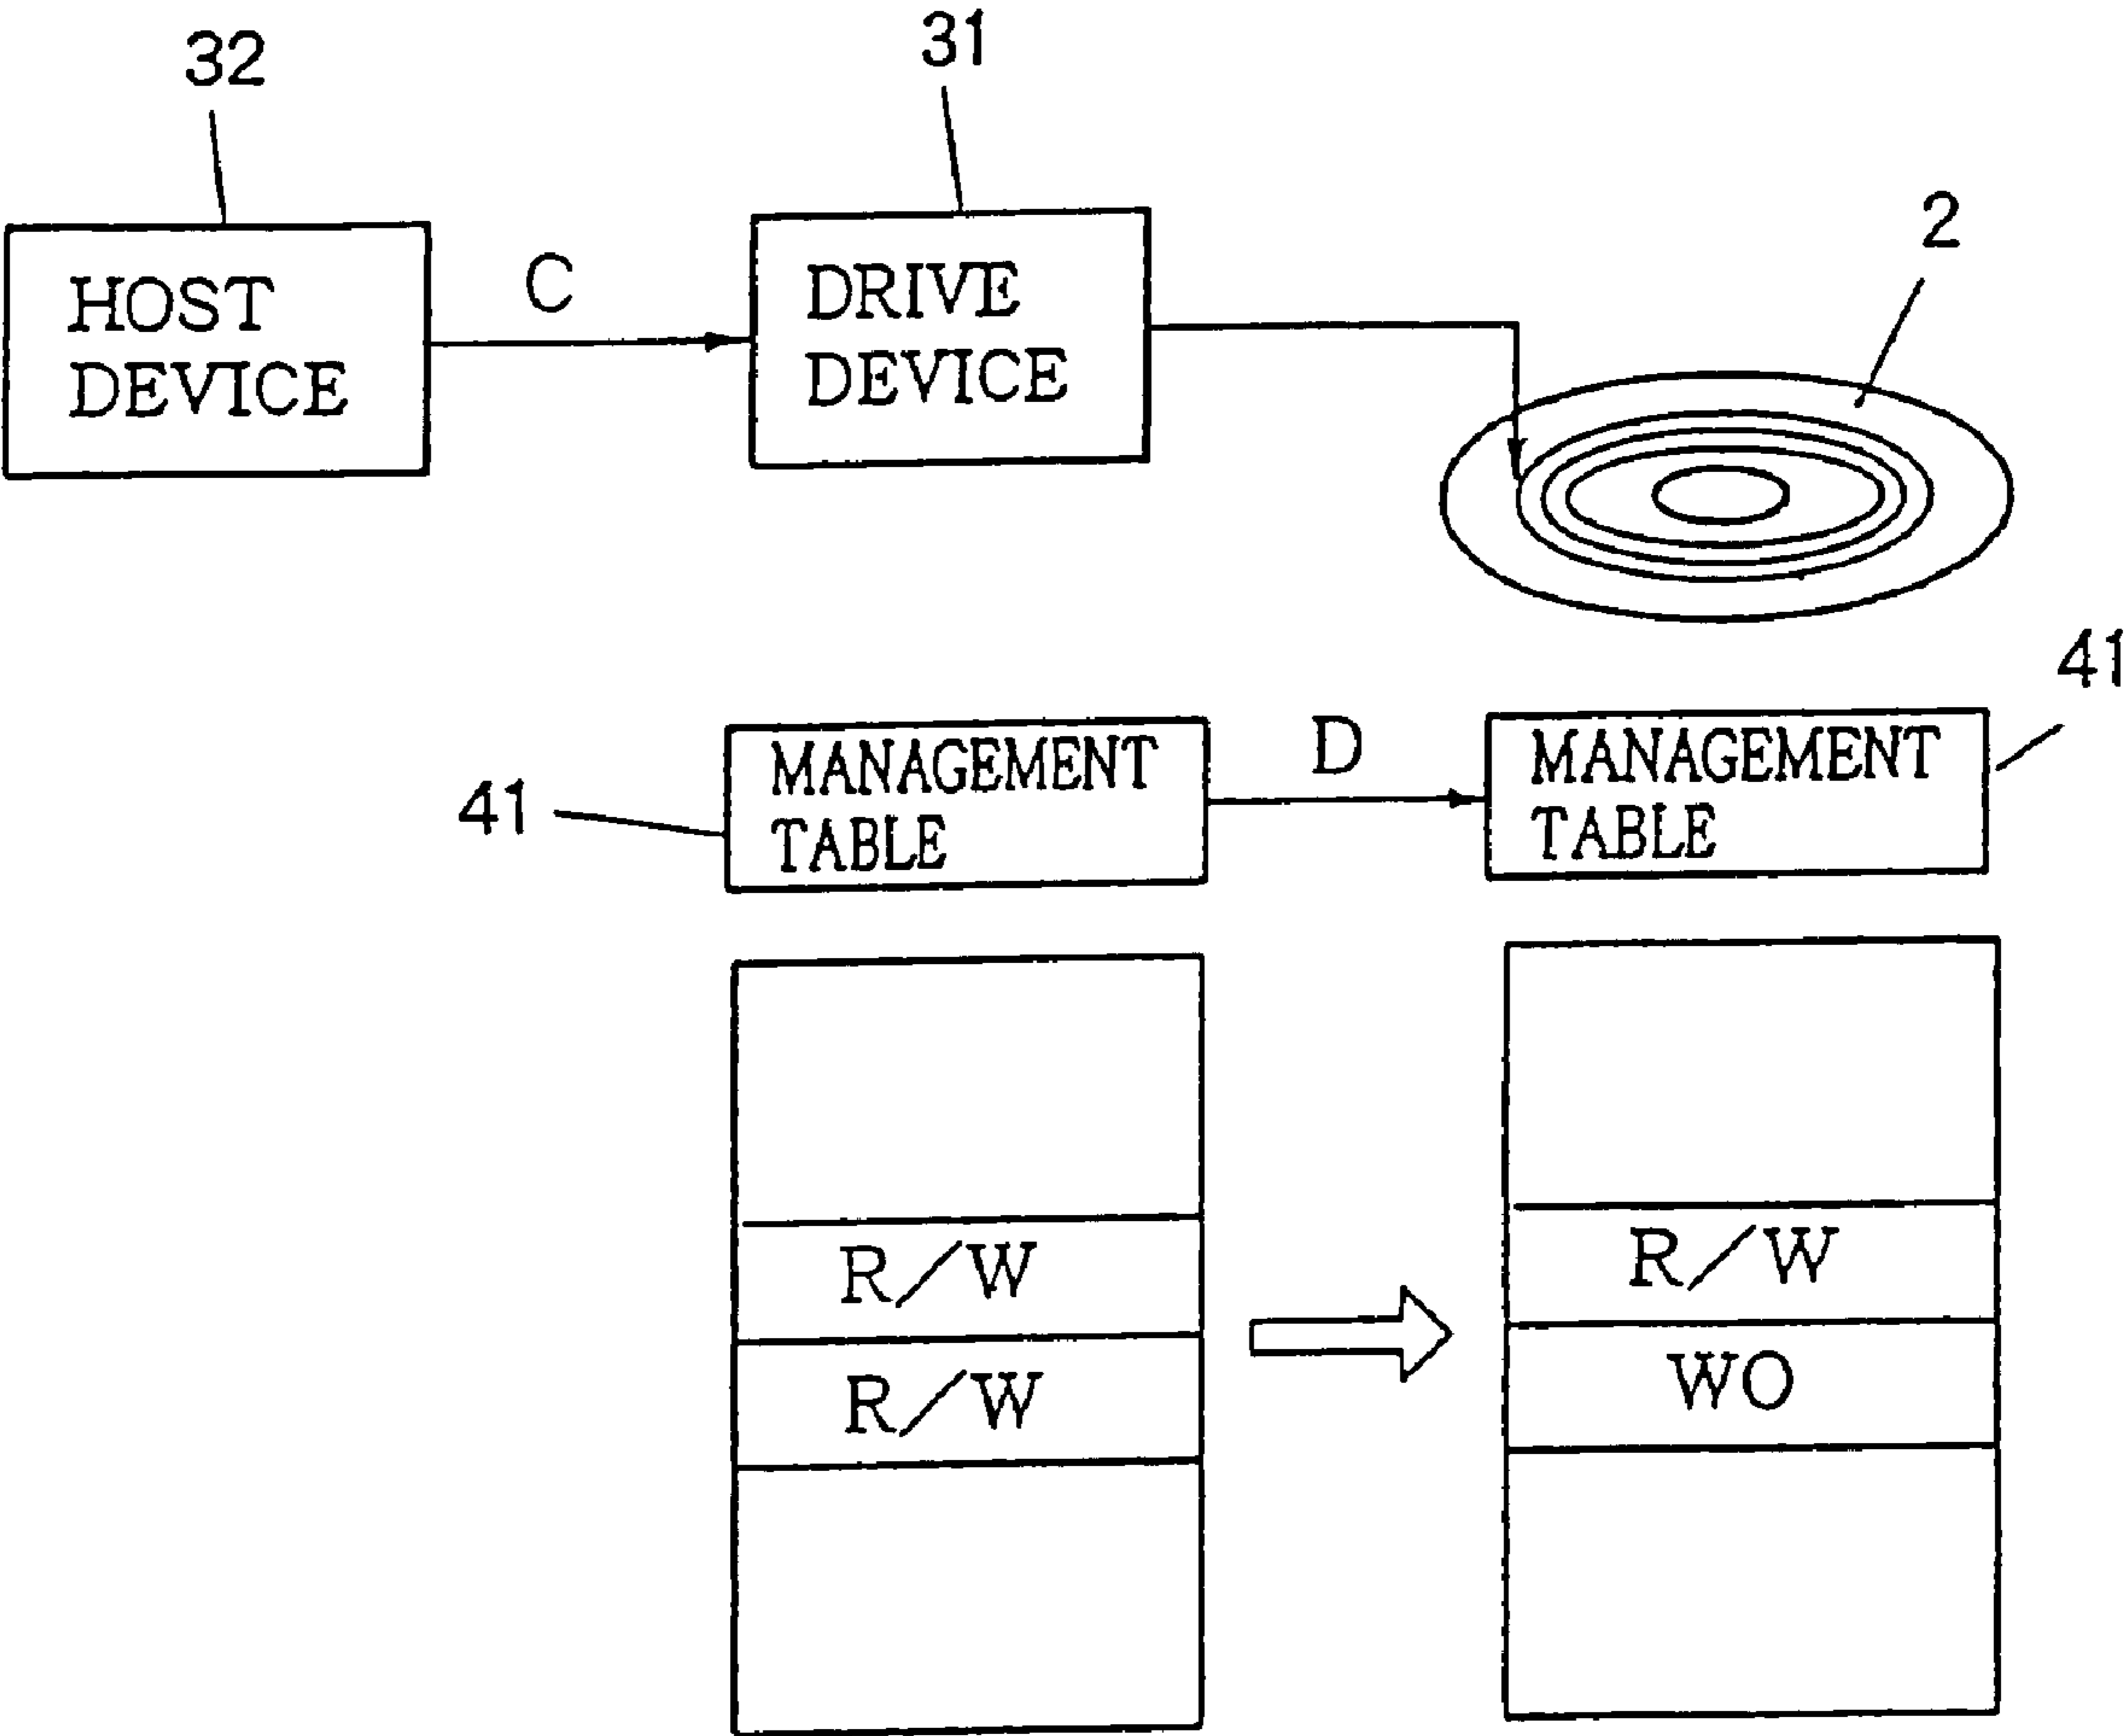 32
31
2
HOST
DEVICE
C
DRIVE
DEVICE
41
MANAGEMENT
TABLE
D
MANAGEMENT
TABLE
41
R/W
R/W
R/W
WO